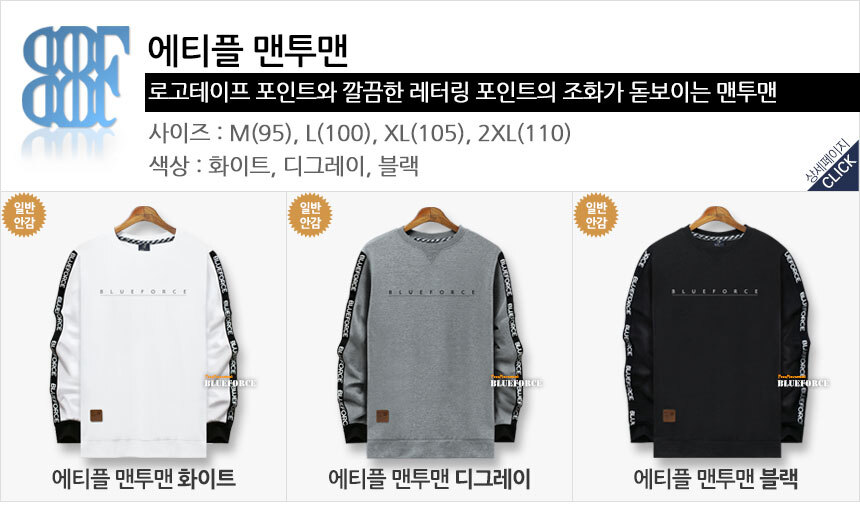 BBF
에티플 맨투맨
로고테이프 포인트와 깔끔한 레터링 포인트의 조화가 돋보이는 맨투맨
사이즈 : M(95), L(100), XL(105), 2XL(110)
색상 : 화이트, 디그레이, 블랙
상세페이지
CLICK
일반
안감
일반
안감
일반
안감
BLUEFORCE
BLUEFORCE
BLUEFORCE
BLUEFORCE
BLUEFORCE
BLUEFORCE
BLUEFORCE
BLUEFORCE
BLUEFORCE
에티플 맨투맨 화이트
에티플 맨투맨 디그레이
에티플 맨투맨 블랙